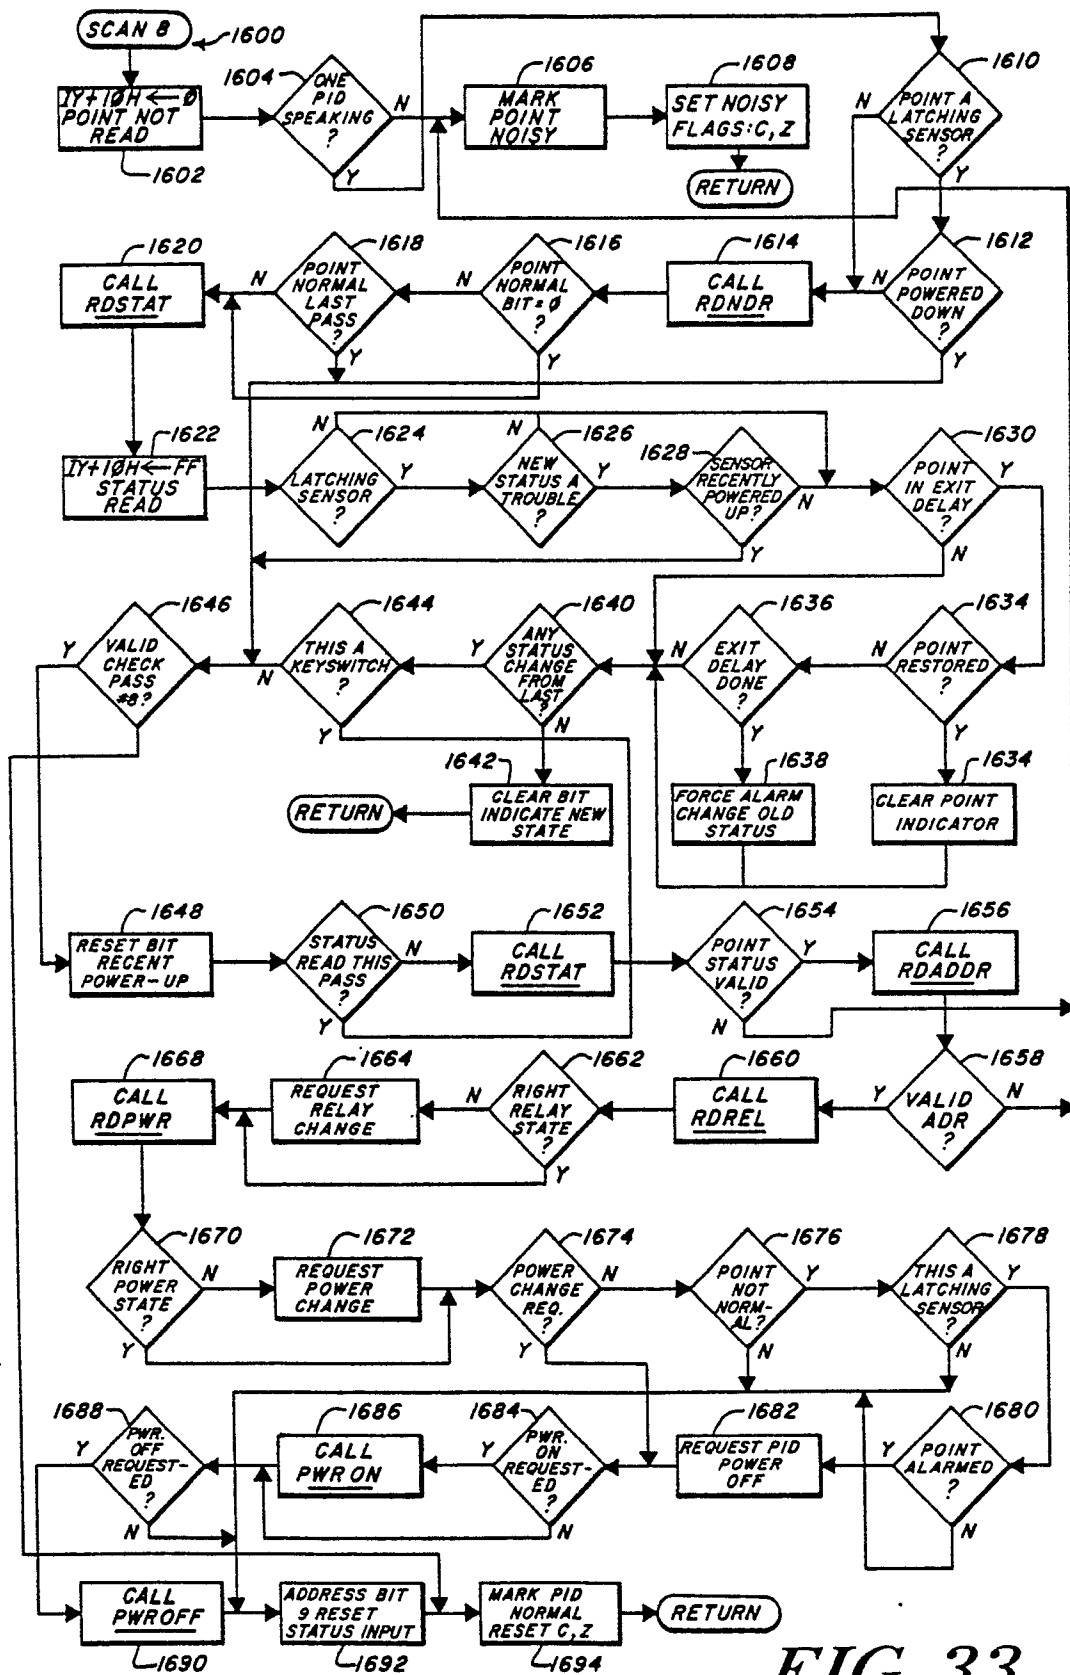 SCAN B
1600
IY+1ØH ← Ø
POINT NOT
READ
1602
1604
ONE
PID
SPEAKING
?
N
Y
1606
MARK
POINT
NOISY
1608
SET NOISY
FLAGS:C,Z
RETURN
1610
POINT A
LATCHING
SENSOR
?
N
Y
1620
CALL
RDSTAT
1618
POINT
NORMAL
LAST
PASS
?
N
Y
1616
POINT
NORMAL
BIT=Ø
?
N
Y
1614
CALL
RDNDR
1612
POINT
POWERED
DOWN
?
N
Y
1622
IY+1ØH ← FF
STATUS
READ
1624
LATCHING
SENSOR
?
N
Y
1626
NEW
STATUS A
TROUBLE
?
N
Y
1628
SENSOR
RECENTLY
POWERED
UP?
N
Y
1630
POINT
IN EXIT
DELAY
?
Y
N
1646
VALID
CHECK
PASS
#8?
Y
N
1644
THIS A
KEYSWITCH
?
N
Y
1640
ANY
STATUS
CHANGE
FROM
LAST
?
Y
N
1636
EXIT
DELAY
DONE
?
N
Y
1634
POINT
RESTORED
?
N
Y
1642
CLEAR BIT
INDICATE NEW
STATE
RETURN
1638
FORCE ALARM
CHANGE OLD
STATUS
1634
CLEAR POINT
INDICATOR
1648
RESET BIT
RECENT
POWER-UP
1650
STATUS
READ THIS
PASS
?
N
Y
1652
CALL
RDSTAT
1654
POINT
STATUS
VALID
?
Y
N
1656
CALL
RDADDR
1668
CALL
RDPWR
1664
REQUEST
RELAY
CHANGE
1662
RIGHT
RELAY
STATE
?
N
Y
1660
CALL
RDREL
1658
VALID
ADR
?
Y
N
1670
RIGHT
POWER
STATE
?
N
Y
1672
REQUEST
POWER
CHANGE
1674
POWER
CHANGE
REQ.
?
N
Y
1676
POINT
NOT
NORM-
AL?
Y
N
1678
THIS A
LATCHING
SENSOR
?
Y
N
1688
PWR.
OFF
REQUEST-
ED
?
Y
N
1686
CALL
PWR ON
1684
PWR.
ON
REQUEST-
ED
?
Y
N
1682
REQUEST PID
POWER
OFF
1680
POINT
ALARMED
?
Y
N
CALL
PWROFF
1690
ADDRESS BIT
9 RESET
STATUS INPUT
1692
MARK PID
NORMAL
RESET C,Z
1694
RETURN
FIG. 33